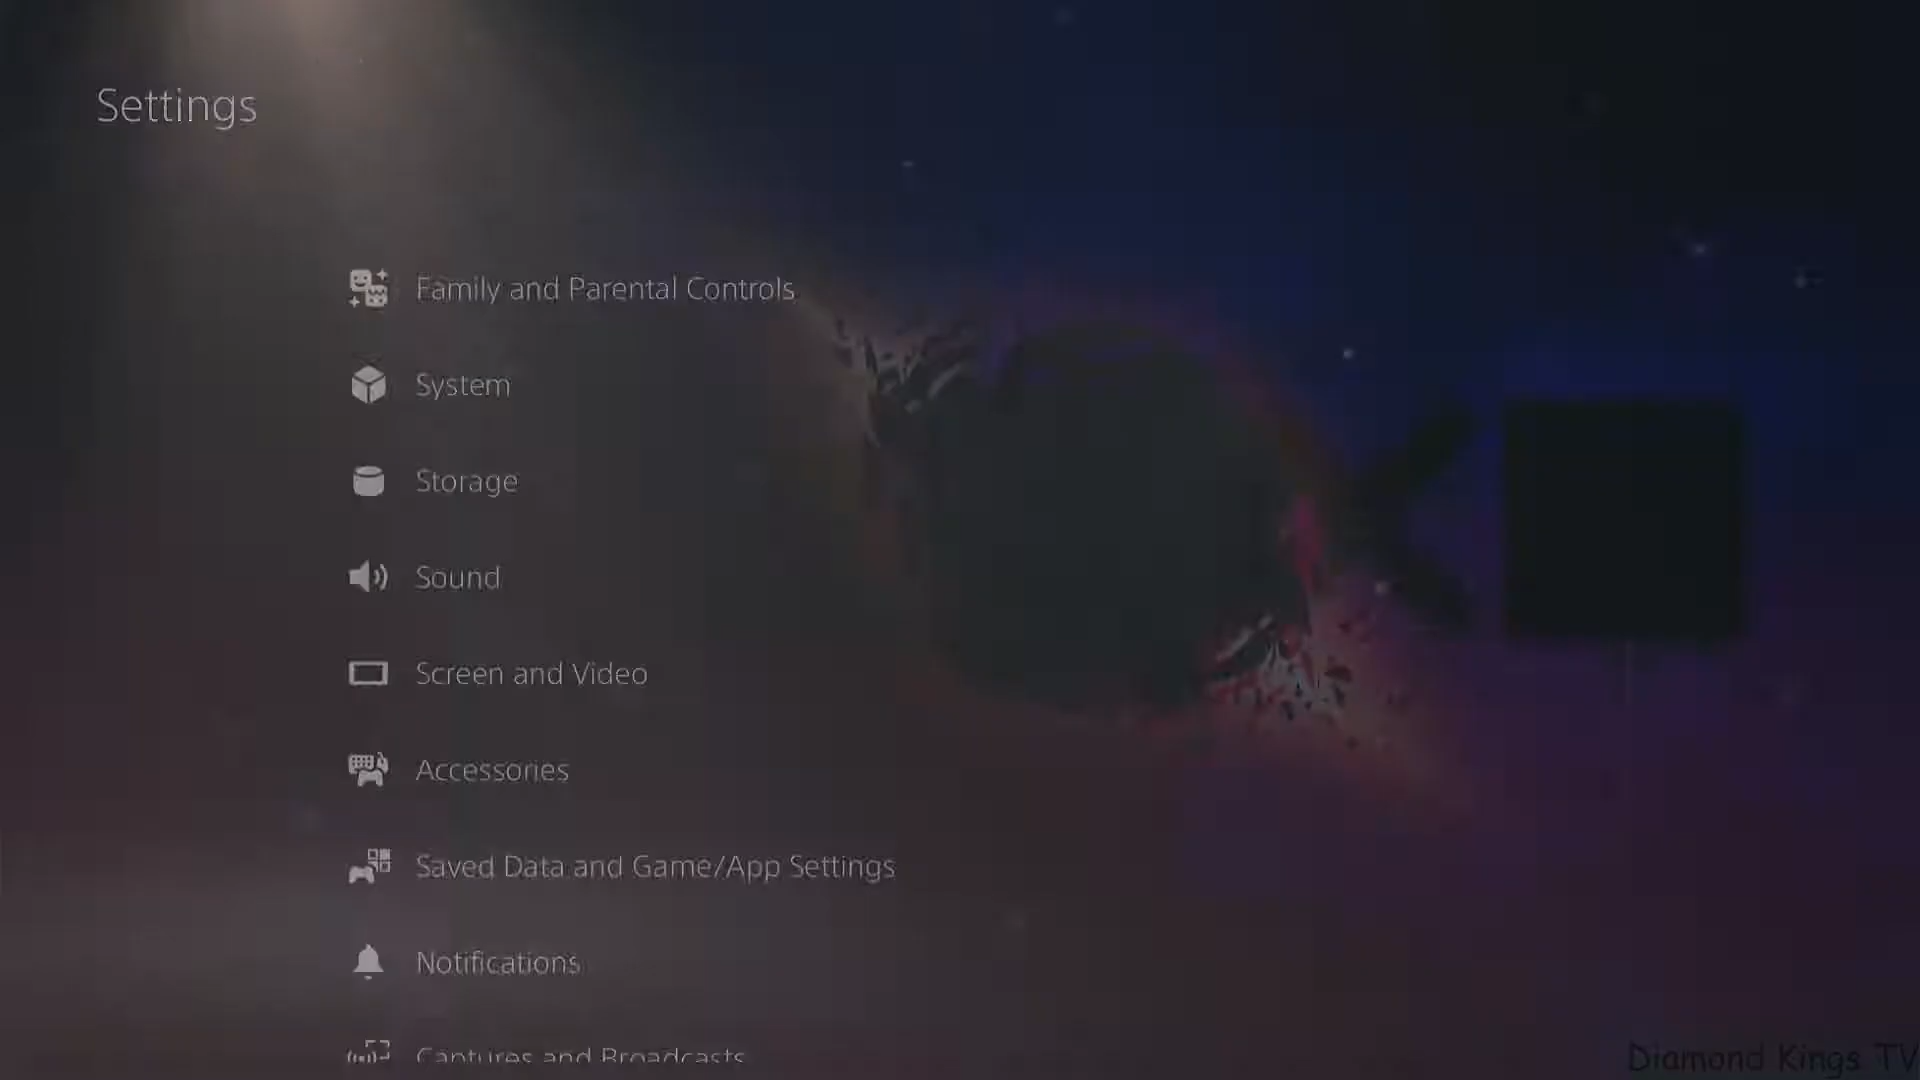 Settings
Family and Parental Controls
System
Storage
Sound
Screen and Video
Accessories
Saved Data and Game/App Settings
Notifications
Captures and Broadcasts
Diamond Kings TV